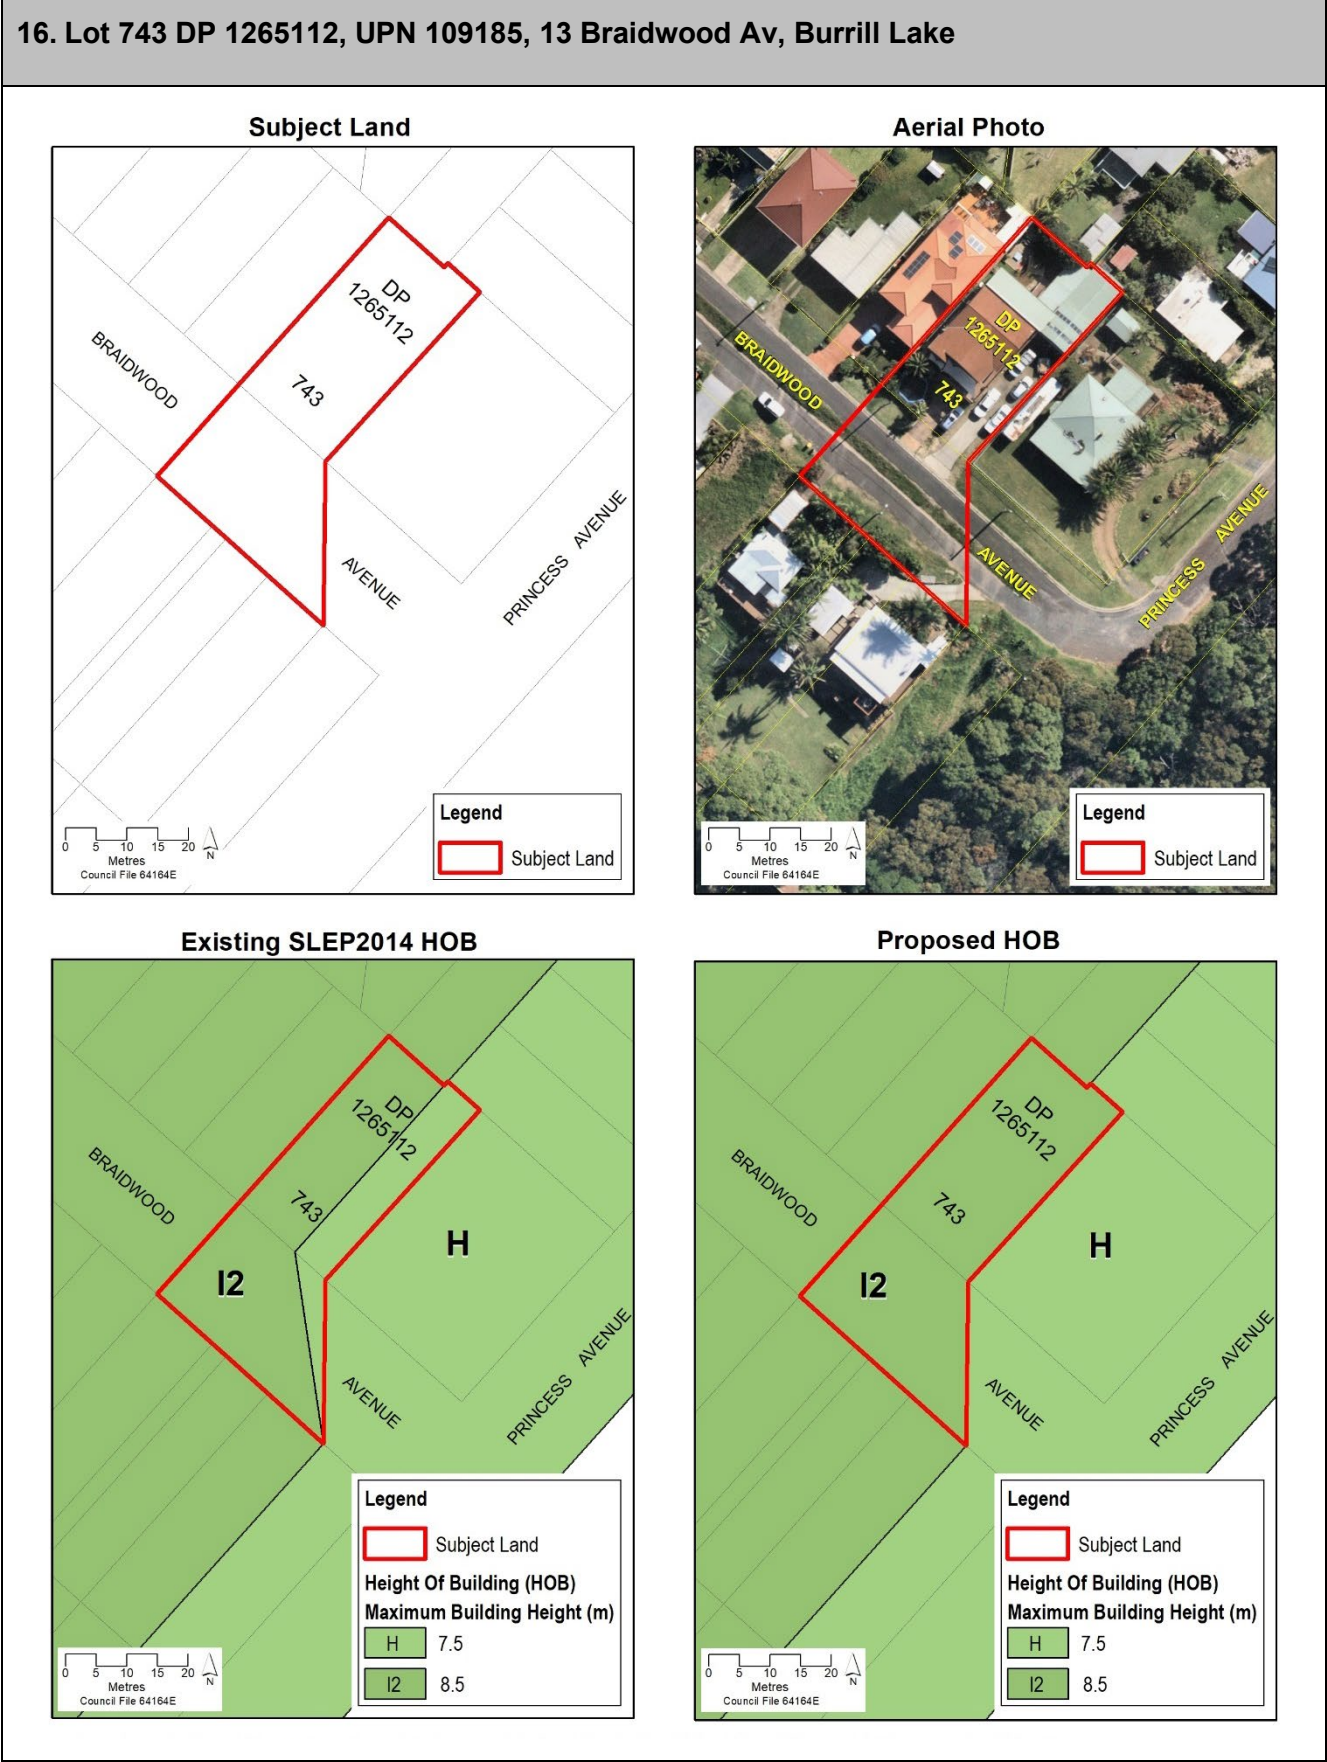 16. Lot 743 DP 1265112, UPN 109185, 13 Braidwood Av, Burrill Lake
Subject Land
DP
1265112
743
BRAIDWOOD
AVENUE
PRINCESS AVENUE
0 5 10 15 20
Metres
Council File 64164E
N
Legend
Subject Land
Aerial Photo
DP
1265112
743
BRAIDWOOD
AVENUE
PRINCESS AVENUE
0 5 10 15 20
Metres
Council File 64164E
N
Legend
Subject Land
Existing SLEP2014 HOB
DP
1265112
743
BRAIDWOOD
I2
H
AVENUE
PRINCESS AVENUE
0 5 10 15 20
Metres
Council File 64164E
N
Legend
Subject Land
Height Of Building (HOB)
Maximum Building Height (m)
H 7.5
I2 8.5
Proposed HOB
DP
1265112
743
BRAIDWOOD
I2
H
AVENUE
PRINCESS AVENUE
0 5 10 15 20
Metres
Council File 64164E
N
Legend
Subject Land
Height Of Building (HOB)
Maximum Building Height (m)
H 7.5
I2 8.5